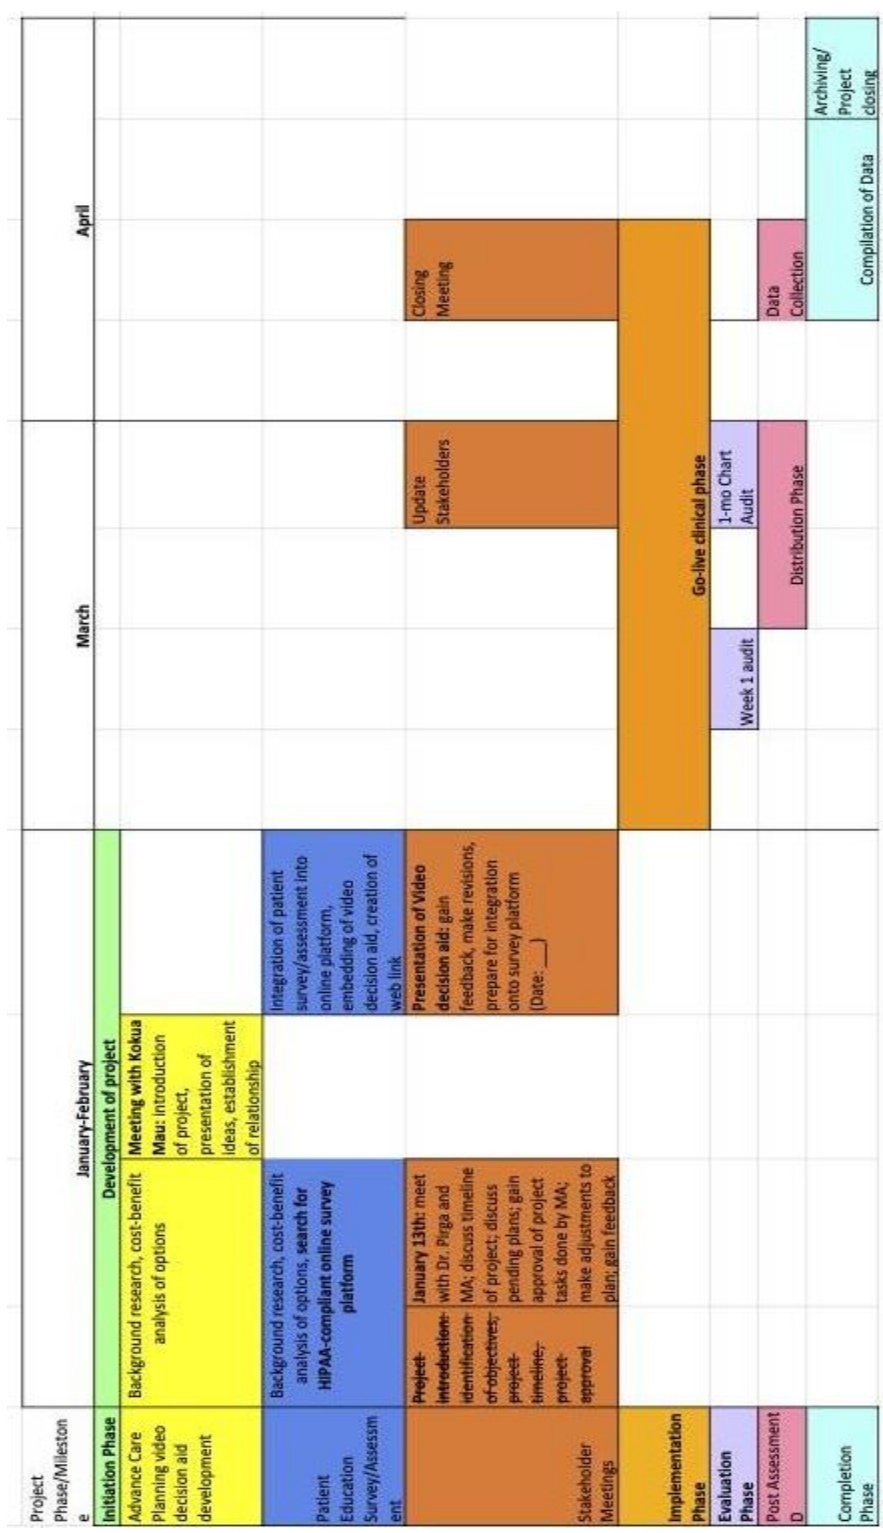 Project
Phase/Mileston
e
January-February
March
April
Initiation Phase
Development of project
Advance Care
Planning video
decision aid
development
Background research, cost-benefit
analysis of options
Meeting with Kokua
Mau: introduction
of project,
presentation of
ideas, establishment
of relationship
Patient
Education
Survey/Assessm
ent
Background research, cost-benefit
analysis of options, search for
HIPAA-compliant online survey
platform
Integration of patient
survey/assessment into
online platform,
embedding of video
decision aid, creation of
web link
Stakeholder
Meetings
Project
introduction:
identification
of objectives,
project
timeline,
project
approval
January 13th: meet
with Dr. Pirga and
MA; discuss timeline
of project; discuss
pending plans; gain
approval of project
tasks done by MA;
make adjustments to
plan; gain feedback
Presentation of Video
decision aid: gain
feedback, make revisions,
prepare for integration
onto survey platform
(Date: ___)
Update
Stakeholders
Closing
Meeting
Implementation
Phase
Go-live clinical phase
Evaluation
Phase
Week 1 audit
1-mo Chart
Audit
Post Assessment
D
Distribution Phase
Data
Collection
Completion
Phase
Compilation of Data
Archiving/
Project
closing